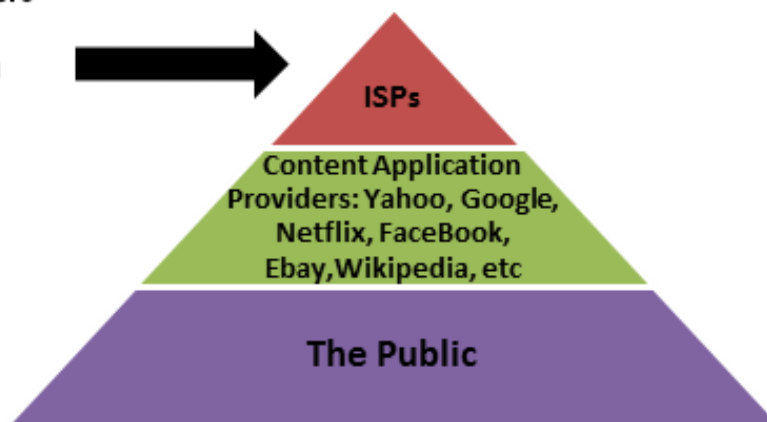 ISPs
Content Application
Providers: Yahoo, Google,
Netflix, FaceBook,
Ebay,Wikipedia, etc
The Public